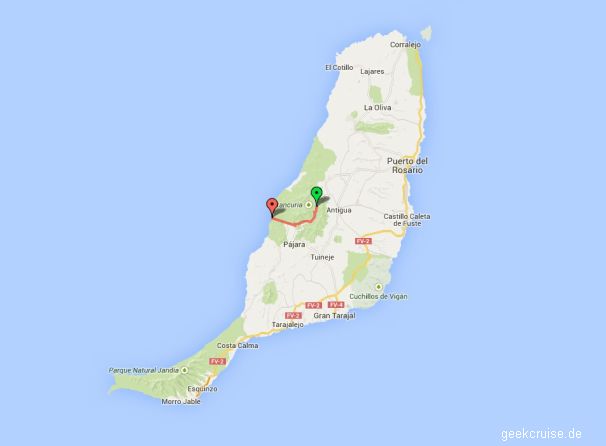 Corralejo
El Cotillo
Lajares
La Oliva
Puerto del
Rosario
Antigua
Castillo Caleta
de Fuste
FV-2
Pájara
Tuineje
Cuchillos de Vigán
FV-2
FV-4
FV-2
Gran Tarajal
Tarajalejo
Costa Calma
FV-2
Parque Natural Jandía
Esquinzo
Morro Jable
geekcruise.de